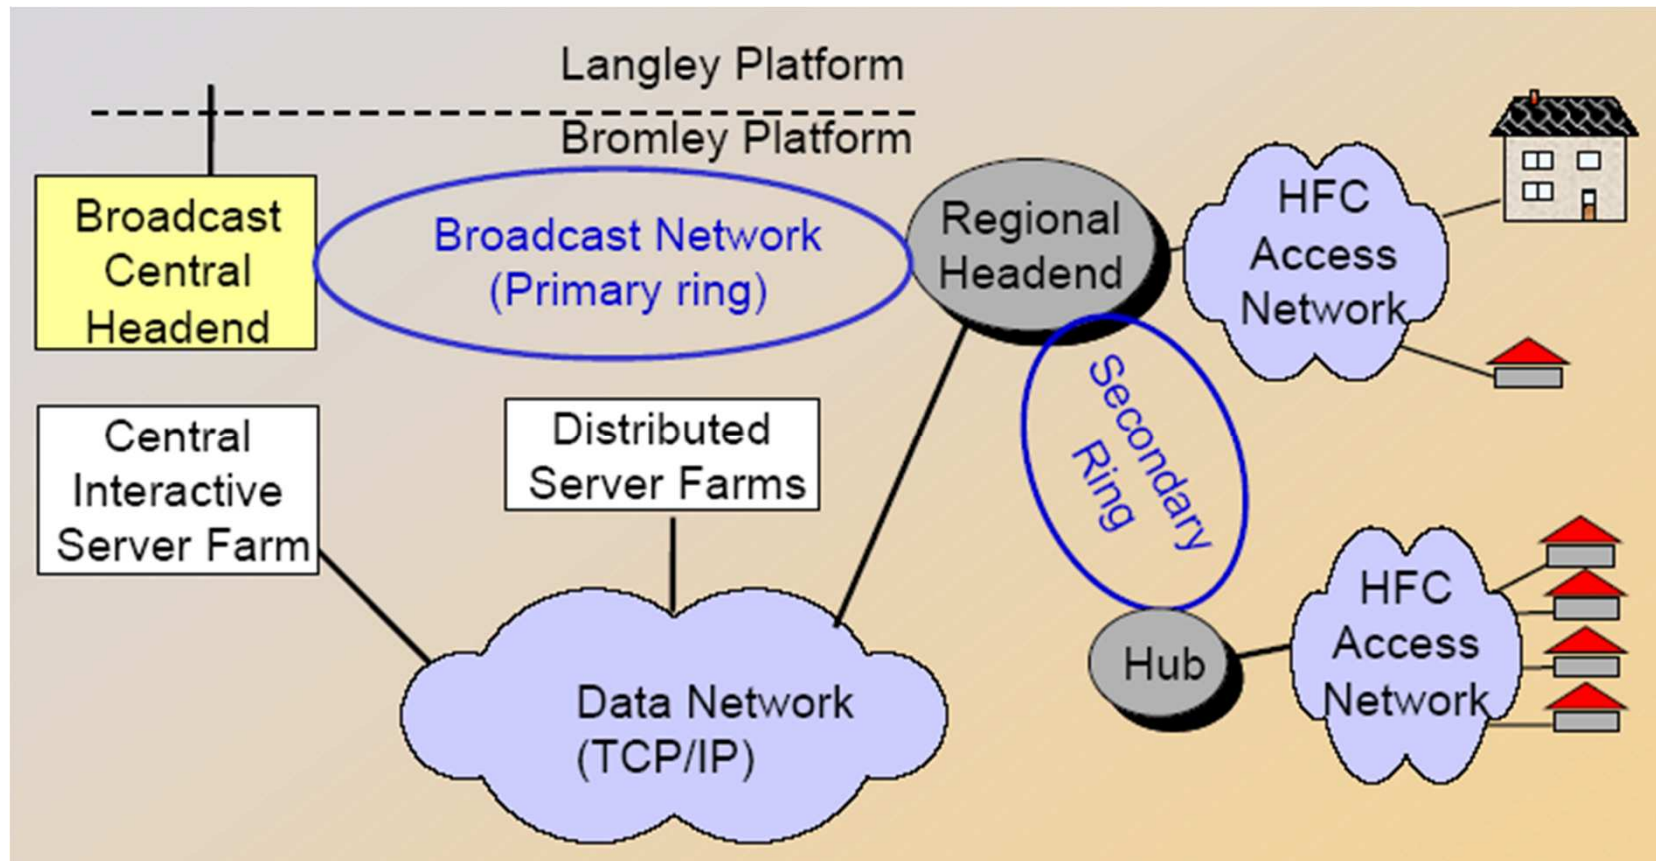 Langley Platform
Bromley Platform
Broadcast
Central
Headend
Broadcast Network
(Primary ring)
Regional
Headend
HFC
Access
Network
Secondary
Ring
Central
Interactive
Server Farm
Distributed
Server Farms
Data Network
(TCP/IP)
Hub
HFC
Access
Network